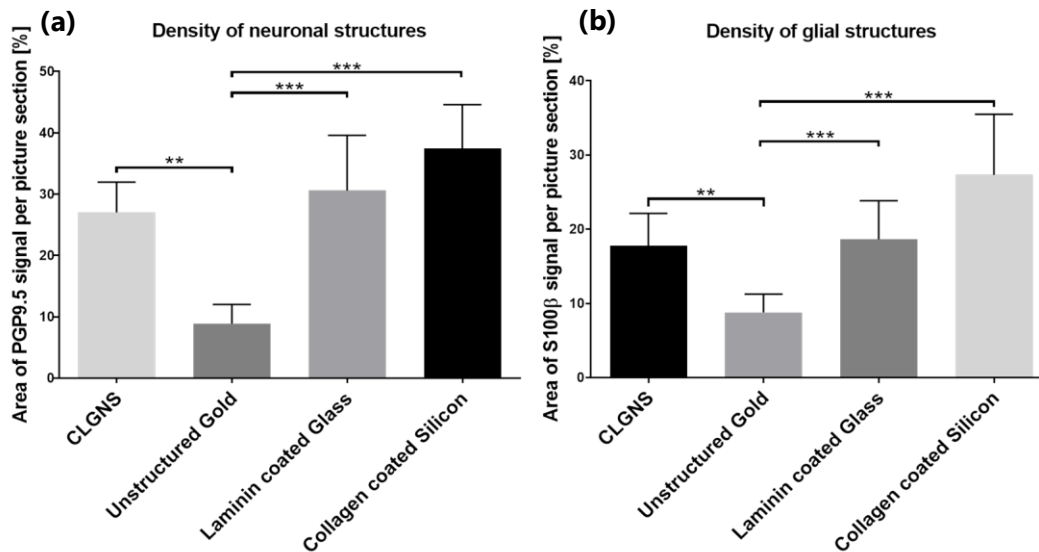 (a)
Density of neuronal structures
Area of PGP9.5 signal per picture section [%]
50
40
30
20
10
0
***
***
**
CLGNS
Unstructured Gold
Laminin coated Glass
Collagen coated Silicon
(b)
Density of glial structures
Area of S100β signal per picture section [%]
40
30
20
10
0
***
***
**
CLGNS
Unstructured Gold
Laminin coated Glass
Collagen coated Silicon